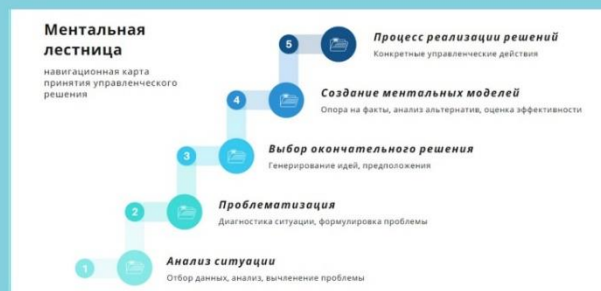 Ментальная
лестница
навигационная карта
принятия управленческого
решения
5
Процесс реализации решений
Конкретные управленческие действия
4
Создание ментальных моделей
Опора на факты, анализ альтернатив, оценка эффективности
3
Выбор окончательного решения
Генерирование идей, предположения
2
Проблематизация
Диагностика ситуации, формулировка проблемы
1
Анализ ситуации
Отбор данных, анализ, вычленение проблемы